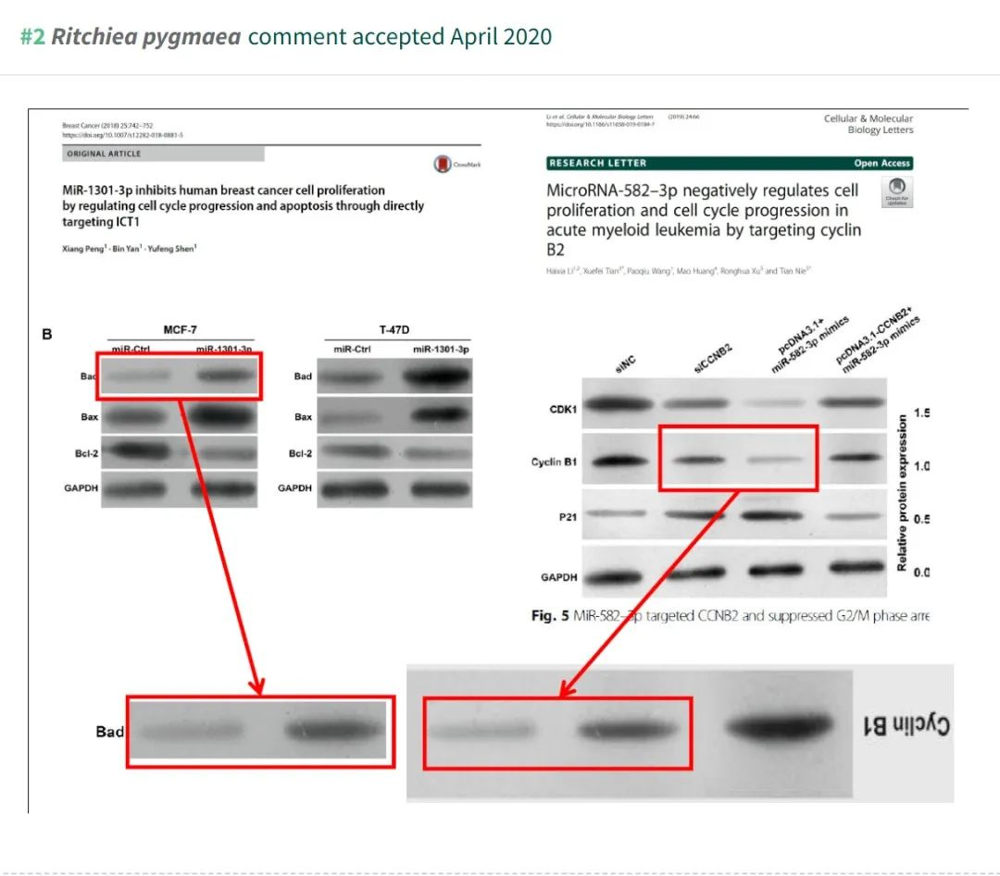 #2 Ritchiea pygmaea comment accepted April 2020
Breast Cancer (2018) 25:742–752
https://doi.org/10.1007/s12282-018-0881-5
ORIGINAL ARTICLE
CrossMark
MiR-1301-3p inhibits human breast cancer cell proliferation
by regulating cell cycle progression and apoptosis through directly
targeting ICT1
Xiang Peng1 · Bin Yan1 · Yufeng Shen1
Li et al. Cellular & Molecular Biology Letters (2019) 24:66
https://doi.org/10.1186/s11658-019-0184-7
Cellular & Molecular
Biology Letters
RESEARCH LETTER Open Access
MicroRNA-582–3p negatively regulates cell
proliferation and cell cycle progression in
acute myeloid leukemia by targeting cyclin
B2
Check for
updates
Haixia Li1,2, Xuefei Tian3*, Paoqiu Wang1, Mao Huang4, Ronghua Xu5 and Tian Nie5*
B
MCF-7
miR-Ctrl miR-1301-3p
Bad
Bax
Bcl-2
GAPDH
T-47D
miR-Ctrl miR-1301-3p
Bad
Bax
Bcl-2
GAPDH
siNC
siCCNB2
pcDNA3.1+
miR-582-3p mimics
pcDNA3.1-CCNB2+
miR-582-3p mimics
CDK1
Cyclin B1
P21
GAPDH
1.5
1.0
0.5
0.0
Relative protein expression
Fig. 5 MiR-582–3p targeted CCNB2 and suppressed G2/M phase arre
Bad
Cyclin B1